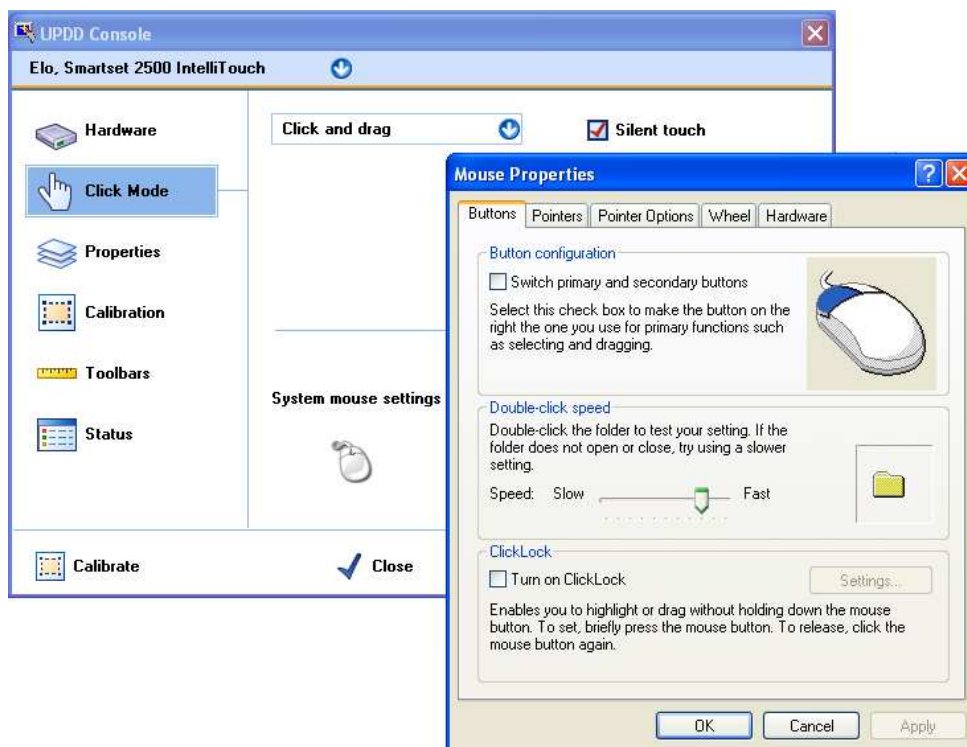 UPDD Console
Elo, Smartset 2500 IntelliTouch
Hardware
Click Mode
Properties
Calibration
Toolbars
Status
Click and drag
Silent touch
System mouse settings
Calibrate
Close
Mouse Properties
Buttons Pointers Pointer Options Wheel Hardware
Button configuration
Switch primary and secondary buttons
Select this check box to make the button on the
right the one you use for primary functions such
as selecting and dragging.
Double-click speed
Double-click the folder to test your setting. If the
folder does not open or close, try using a slower
setting.
Speed: Slow Fast
ClickLock
Turn on ClickLock
Settings...
Enables you to highlight or drag without holding down the mouse
button. To set, briefly press the mouse button. To release, click the
mouse button again.
OK Cancel Apply